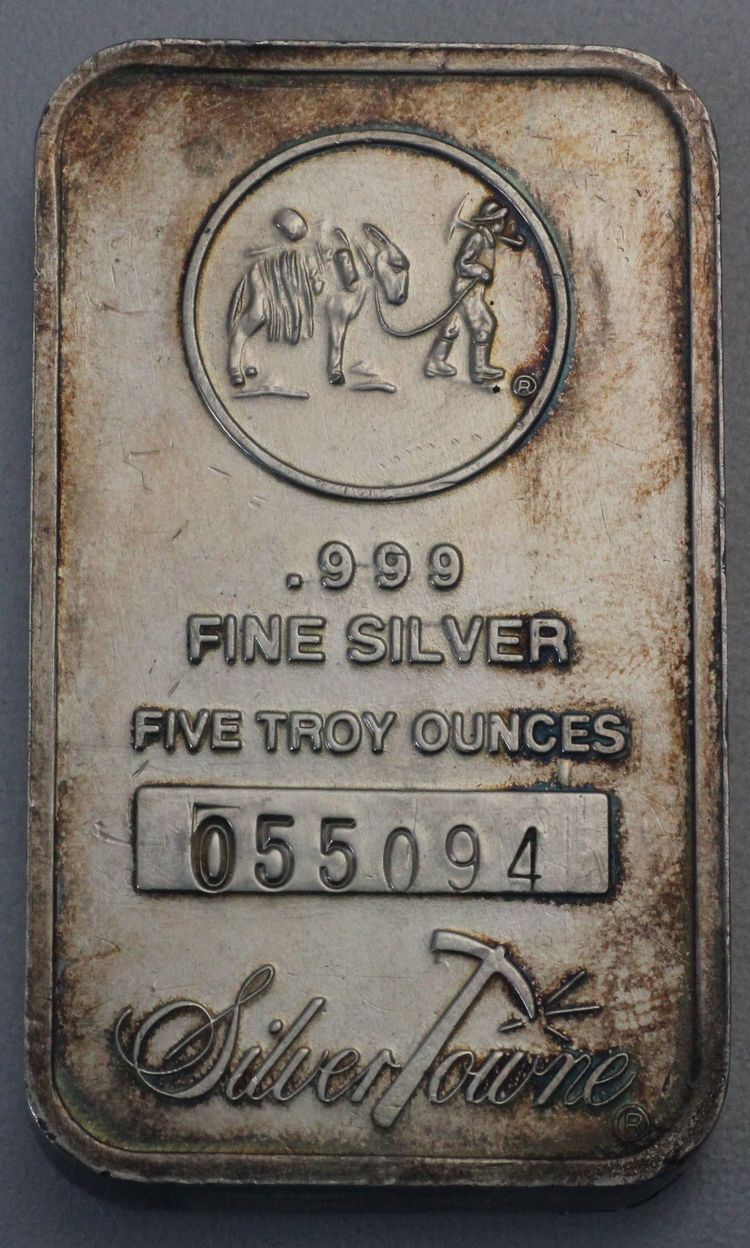 ®
.999
FINE SILVER
FIVE TROY OUNCES
055094
SilverTowne ®